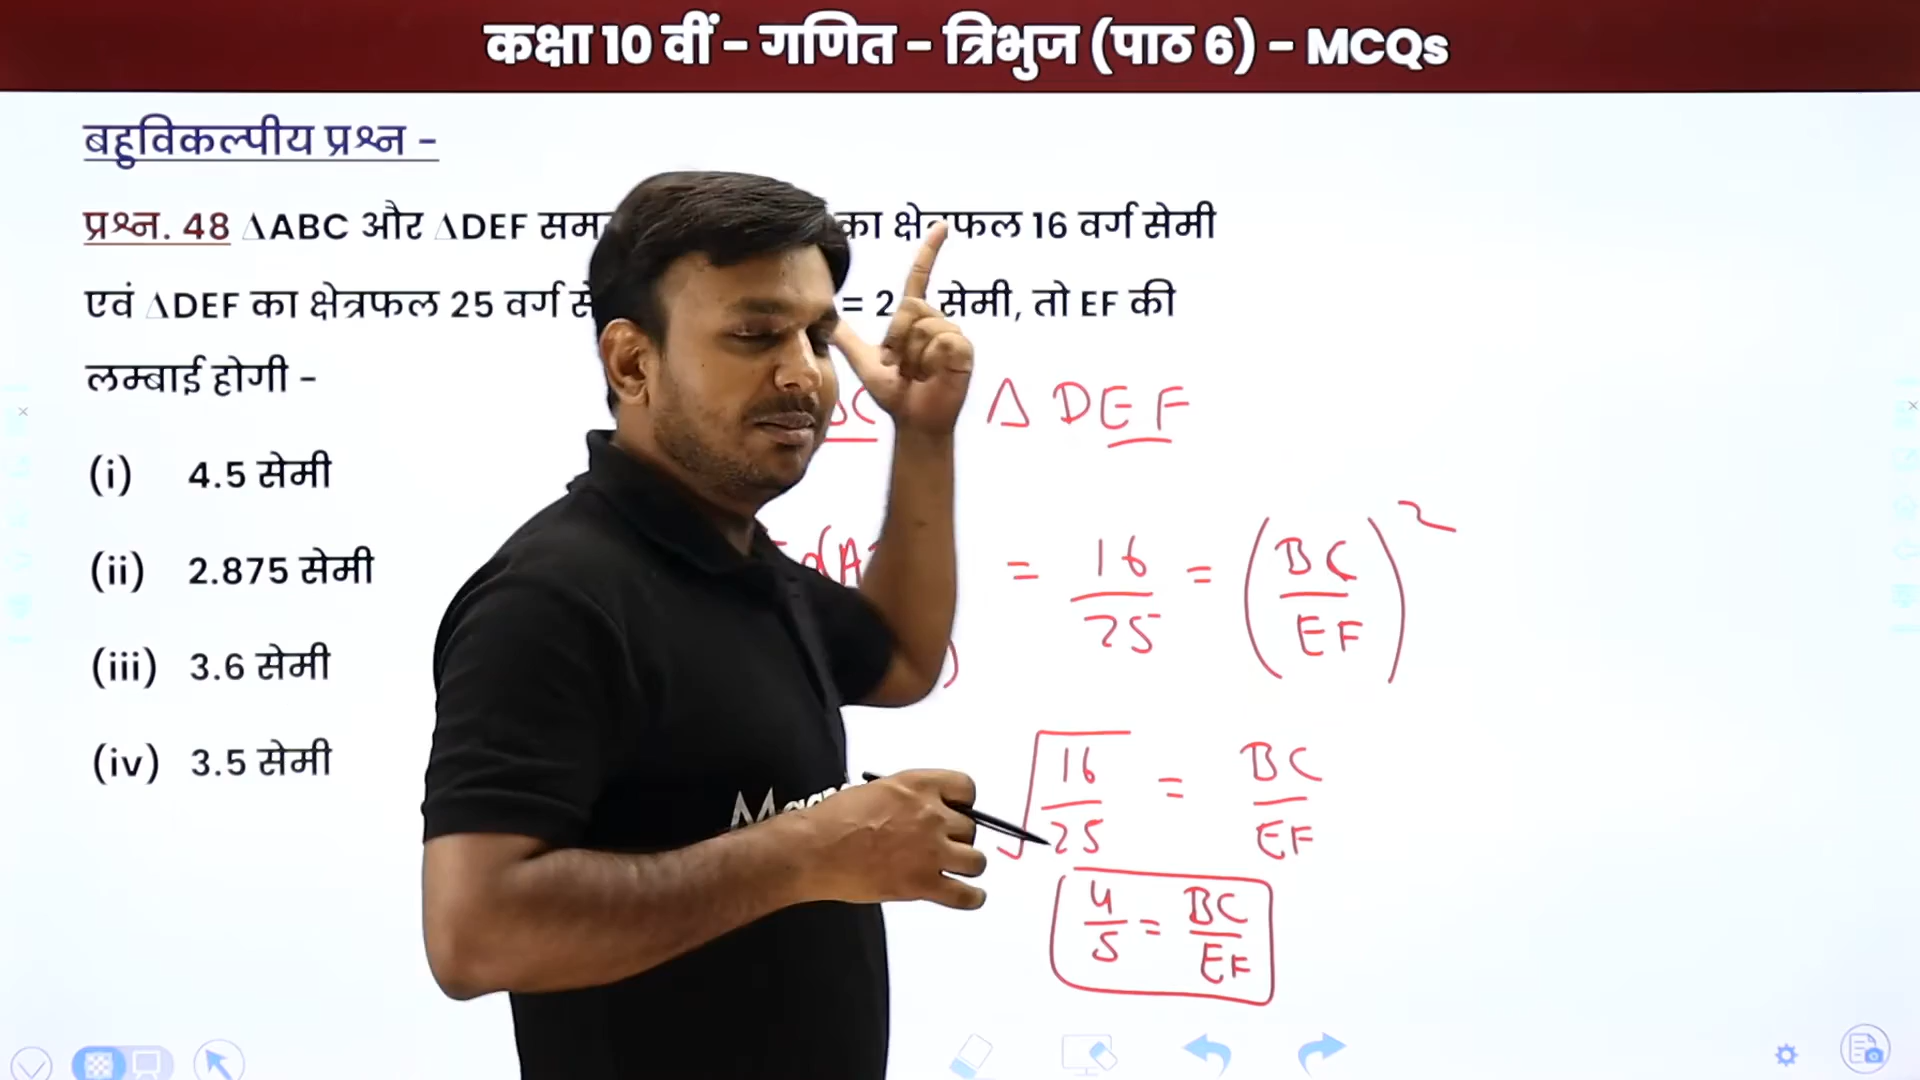 कक्षा 10 वीं - गणित - त्रिभुज (पाठ 6) - MCQs
बहुविकल्पीय प्रश्न -
प्रश्न. 48 ΔABC और ΔDEF का क्षेत्रफल 16 वर्ग सेमी
एवं ΔDEF का क्षेत्रफल 25 वर्ग = सेमी, तो EF की
लम्बाई होगी -
Δ DEF
(i) 4.5 सेमी
(ii) 2.875 सेमी
(iii) 3.6 सेमी
(iv) 3.5 सेमी
= 16/25 = (BC/EF)²
√16/25 = BC/EF
4/5 = BC/EF